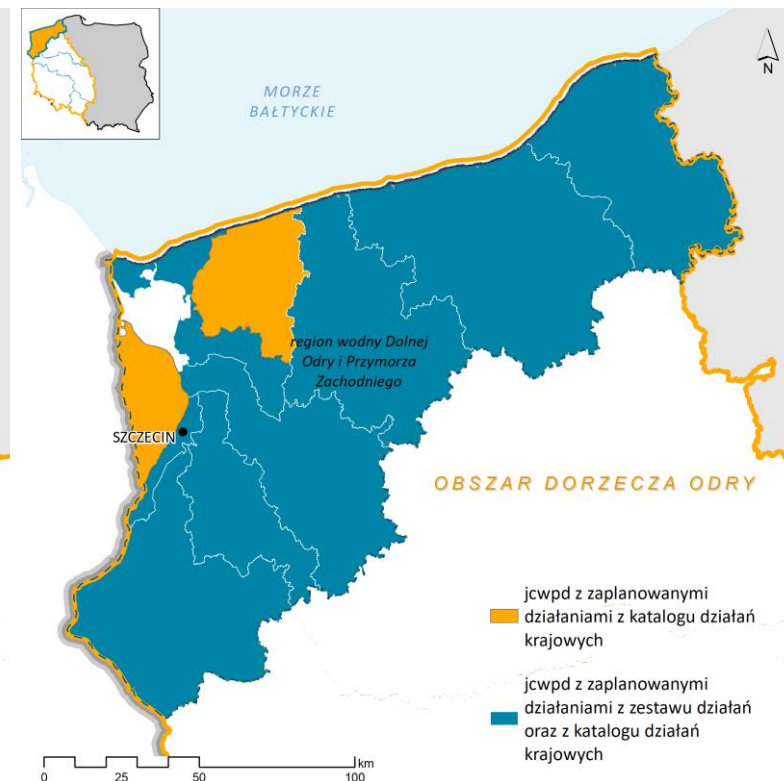 MORZE
BAŁTYCKIE
N
region wodny Dolnej
Odry i Przymorza
Zachodniego
SZCZECIN
OBSZAR DORZECZA ODRY
jcwpd z zaplanowanymi
działaniami z katalogu działań
krajowych
jcwpd z zaplanowanymi
działaniami z zestawu działań
oraz z katalogu działań
krajowych
km
0 25 50 100